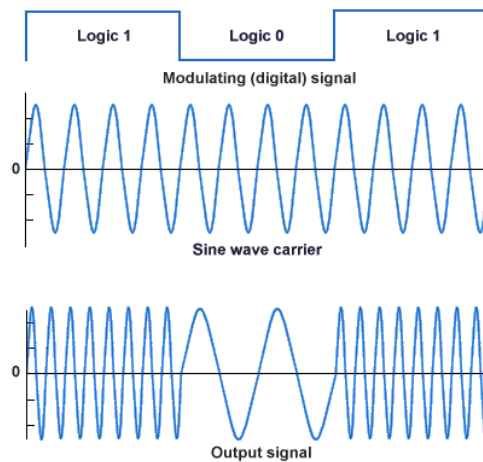 Logic 1 Logic 0 Logic 1
Modulating (digital) signal
0
Sine wave carrier
0
Output signal